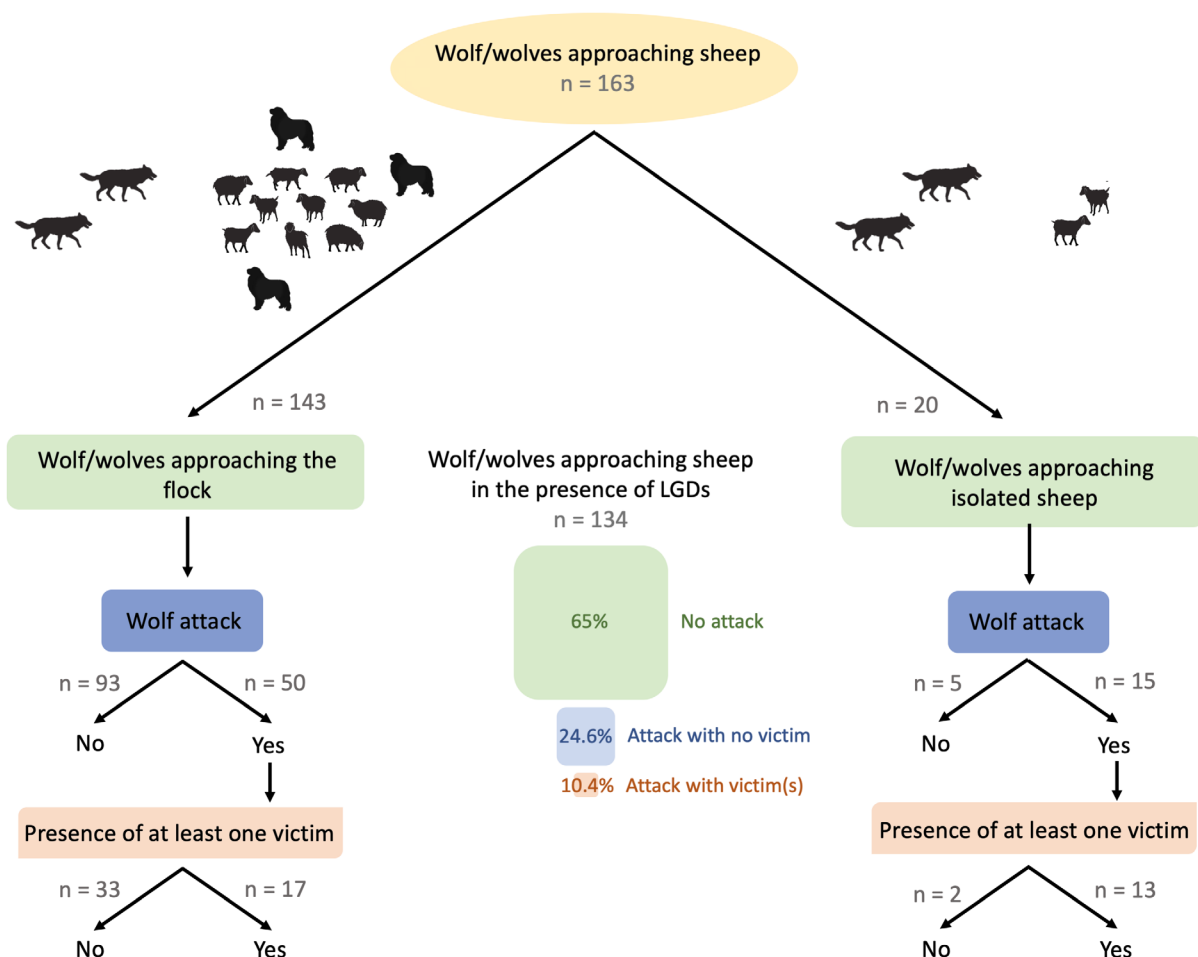 Wolf/wolves approaching sheep
n = 163
n = 143
n = 20
Wolf/wolves approaching the
flock
Wolf/wolves approaching sheep
in the presence of LGDs
n = 134
Wolf/wolves approaching
isolated sheep
Wolf attack
65%
No attack
Wolf attack
n = 93
n = 50
n = 5
n = 15
No
Yes
24.6%
Attack with no victim
No
Yes
10.4%
Attack with victim(s)
Presence of at least one victim
Presence of at least one victim
n = 33
n = 17
n = 2
n = 13
No
Yes
No
Yes